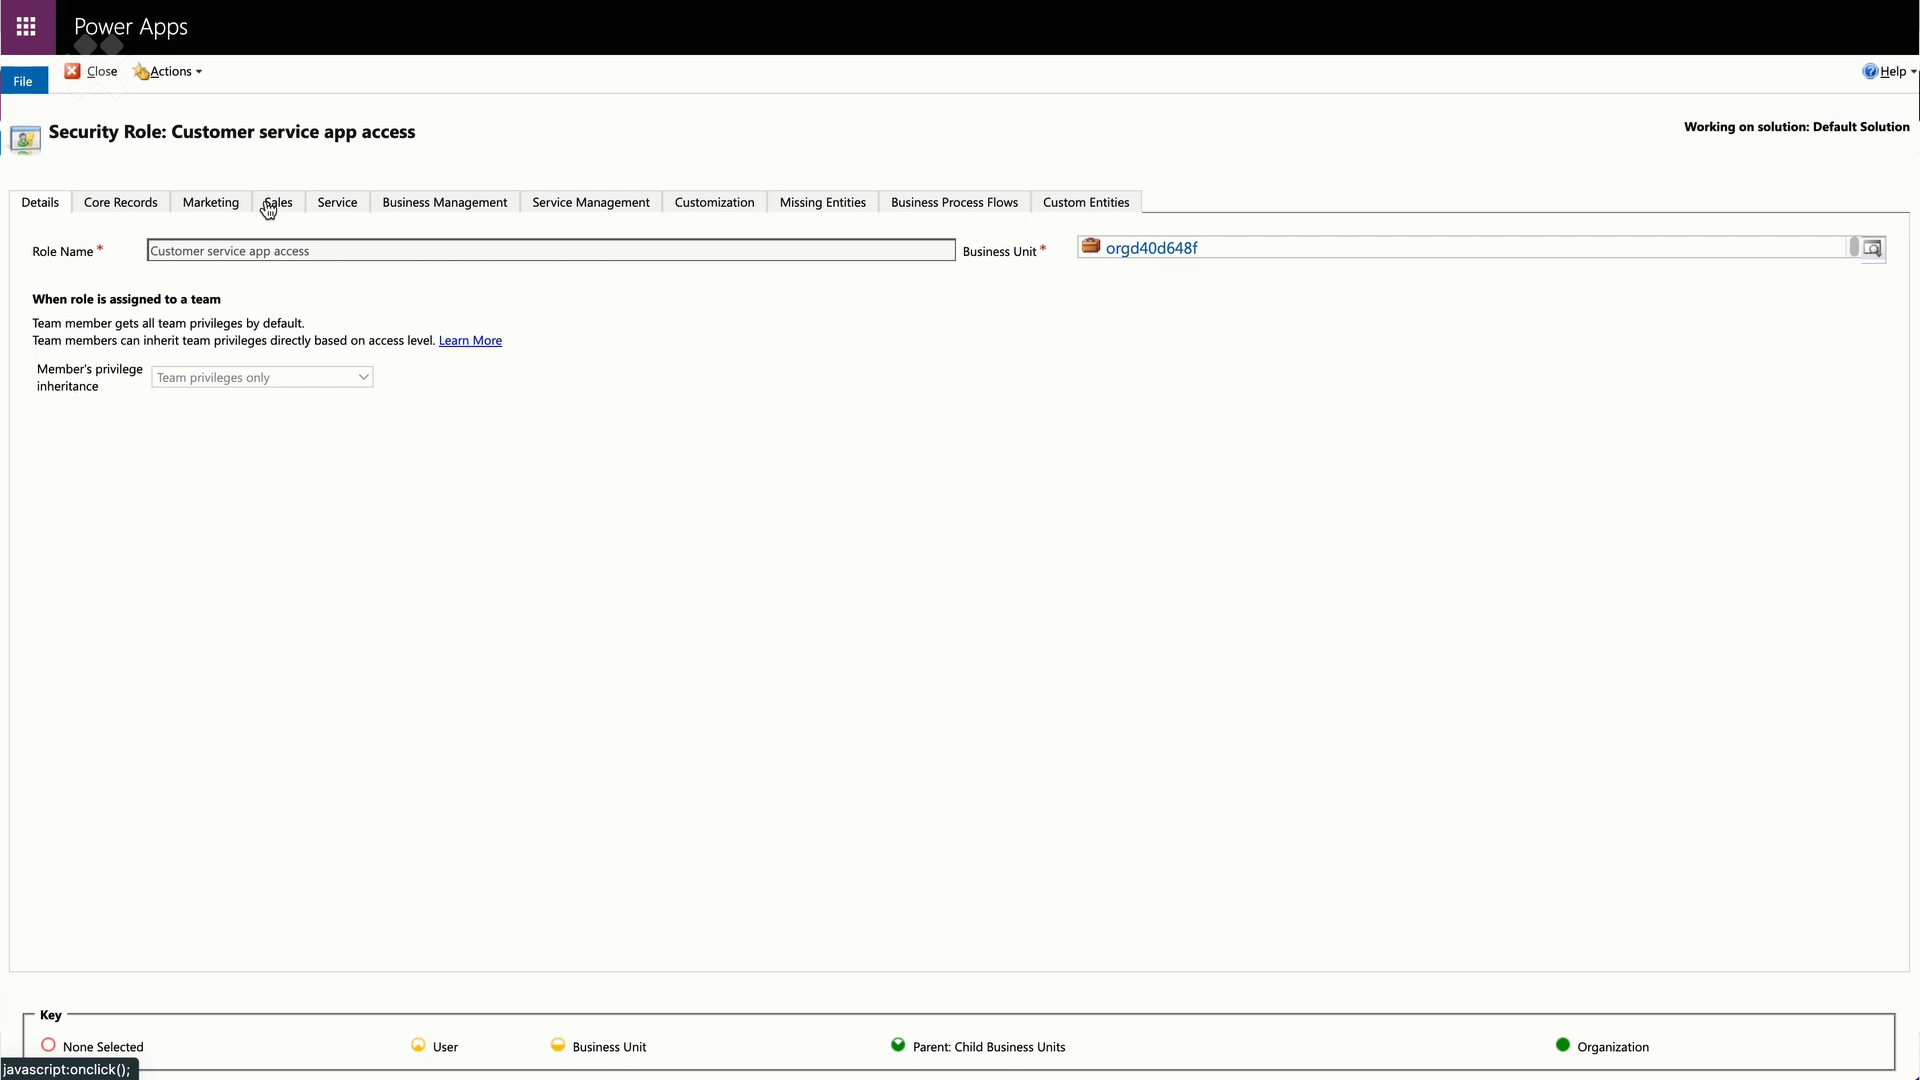 Power Apps
File
Close
Actions
Help
Security Role: Customer service app access
Working on solution: Default Solution
Details Core Records Marketing Sales Service Business Management Service Management Customization Missing Entities Business Process Flows Custom Entities
Role Name * Customer service app access Business Unit * orgd40d648f
When role is assigned to a team
Team member gets all team privileges by default.
Team members can inherit team privileges directly based on access level. Learn More
Member's privilege
inheritance
Team privileges only
Key
None Selected User Business Unit Parent: Child Business Units Organization
javascript:onclick();